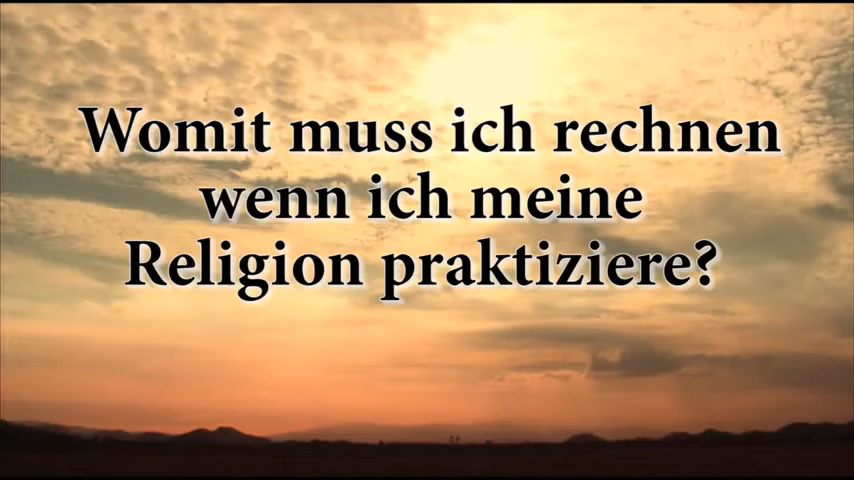 Womit muss ich rechnen
wenn ich meine
Religion praktiziere?